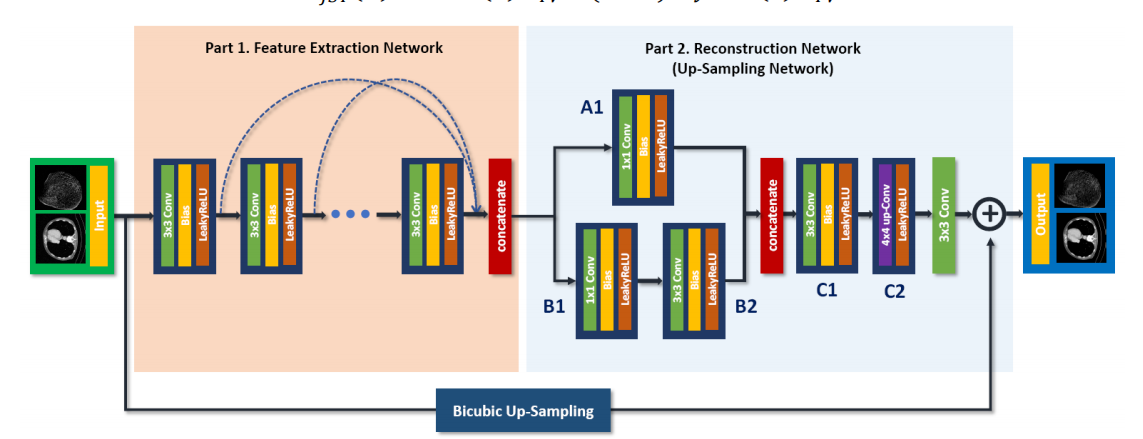 Part 1. Feature Extraction Network
Part 2. Reconstruction Network
(Up-Sampling Network)
Input
3x3 Conv
Bias
LeakyReLU
3x3 Conv
Bias
LeakyReLU
3x3 Conv
Bias
LeakyReLU
concatenate
A1
1x1 Conv
Bias
LeakyReLU
B1
1x1 Conv
Bias
LeakyReLU
3x3 Conv
Bias
LeakyReLU
B2
concatenate
3x3 Conv
Bias
LeakyReLU
C1
4x4 up-Conv
LeakyReLU
C2
3x3 Conv
+
Output
Bicubic Up-Sampling